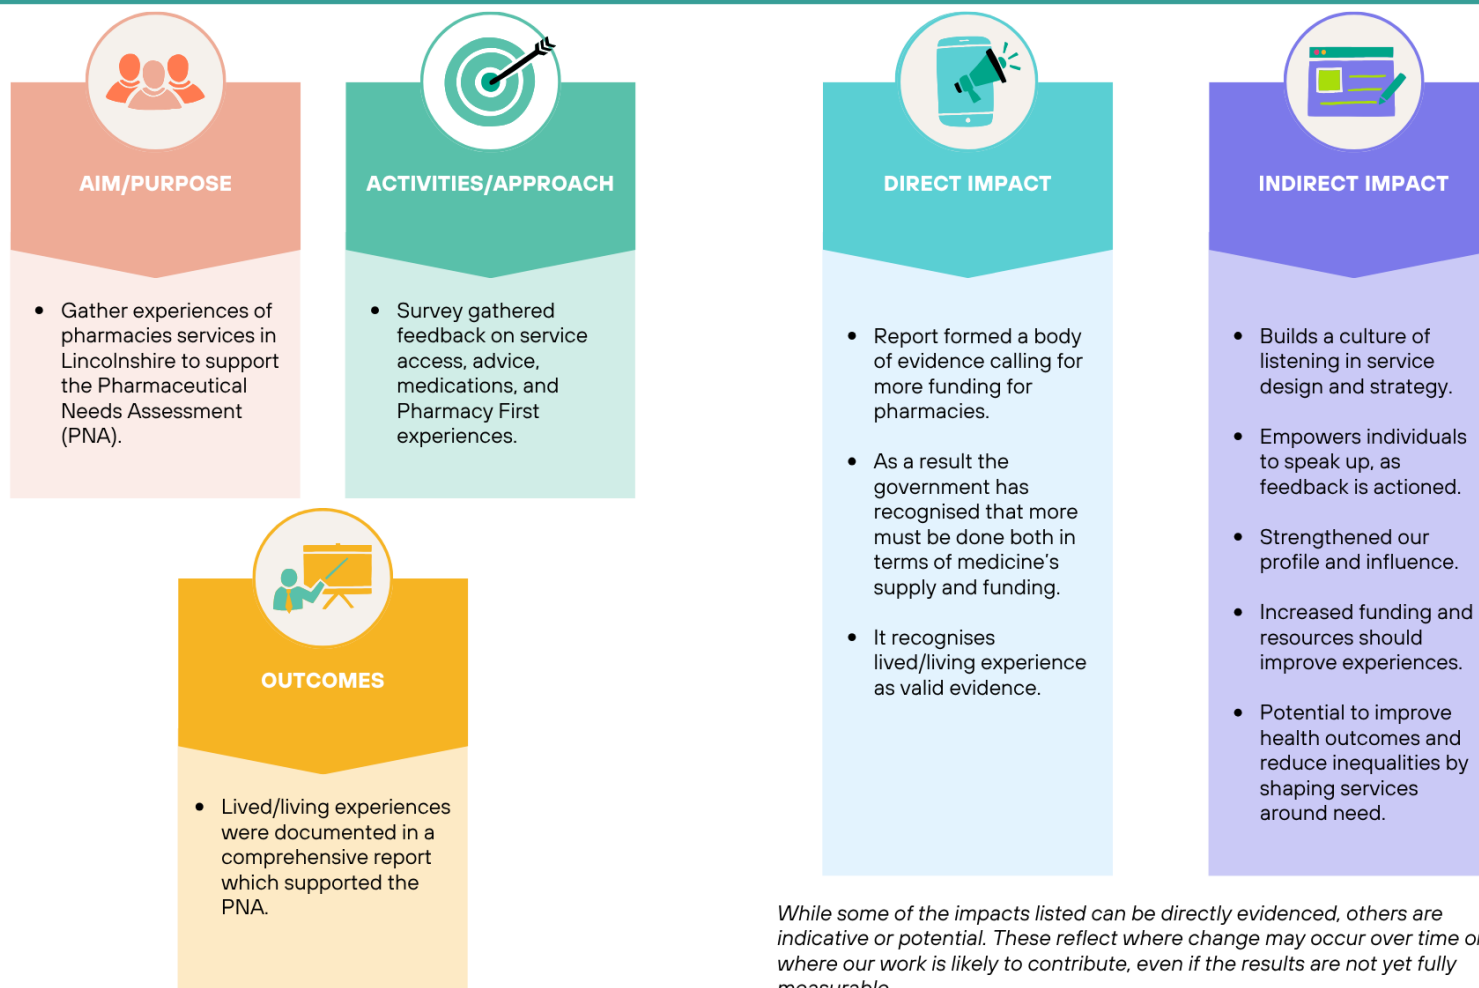 AIM/PURPOSE
• Gather experiences of
pharmacies services in
Lincolnshire to support
the Pharmaceutical
Needs Assessment
(PNA).
ACTIVITIES/APPROACH
• Survey gathered
feedback on service
access, advice,
medications, and
Pharmacy First
experiences.
OUTCOMES
• Lived/living experiences
were documented in a
comprehensive report
which supported the
PNA.
DIRECT IMPACT
• Report formed a body
of evidence calling for
more funding for
pharmacies.
• As a result the
government has
recognised that more
must be done both in
terms of medicine's
supply and funding.
• It recognises
lived/living experience
as valid evidence.
INDIRECT IMPACT
• Builds a culture of
listening in service
design and strategy.
• Empowers individuals
to speak up, as
feedback is actioned.
• Strengthened our
profile and influence.
• Increased funding and
resources should
improve experiences.
• Potential to improve
health outcomes and
reduce inequalities by
shaping services
around need.
While some of the impacts listed can be directly evidenced, others are
indicative or potential. These reflect where change may occur over time or
where our work is likely to contribute, even if the results are not yet fully
measurable